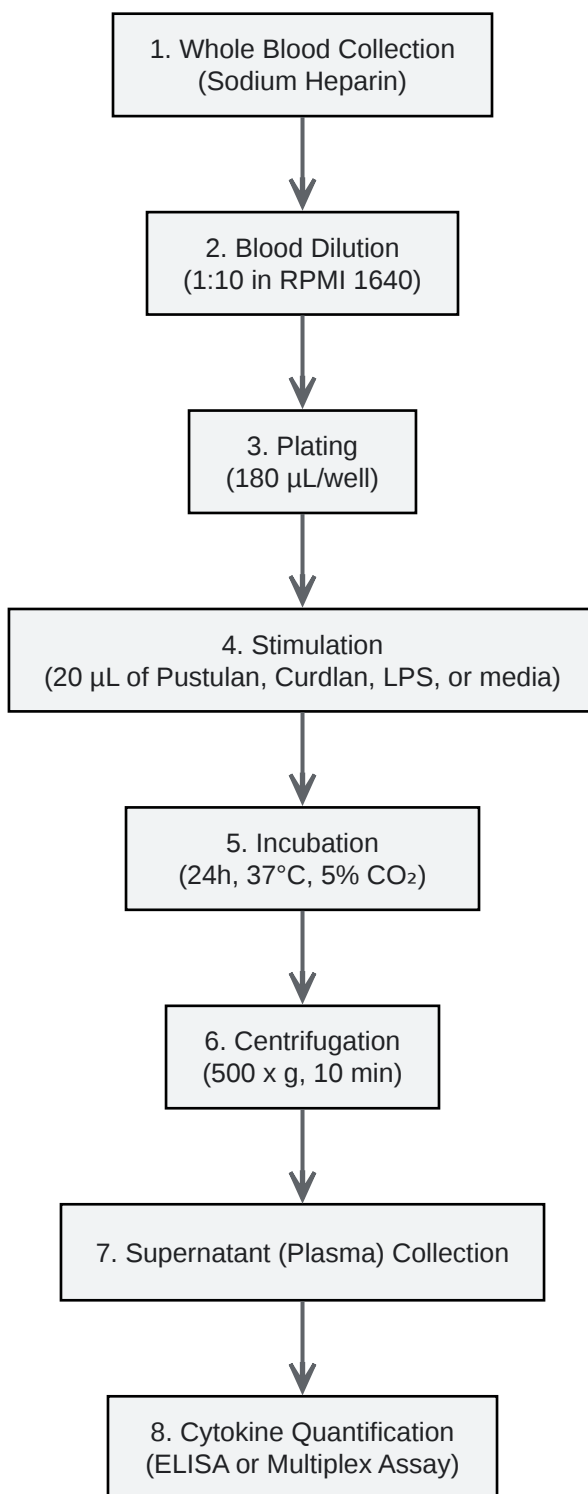 1. Whole Blood Collection
(Sodium Heparin)
2. Blood Dilution
(1:10 in RPMI 1640)
3. Plating
(180 µL/well)
4. Stimulation
(20 µL of Pustulan, Curdlan, LPS, or media)
5. Incubation
(24h, 37°C, 5% CO₂)
6. Centrifugation
(500 x g, 10 min)
7. Supernatant (Plasma) Collection
8. Cytokine Quantification
(ELISA or Multiplex Assay)